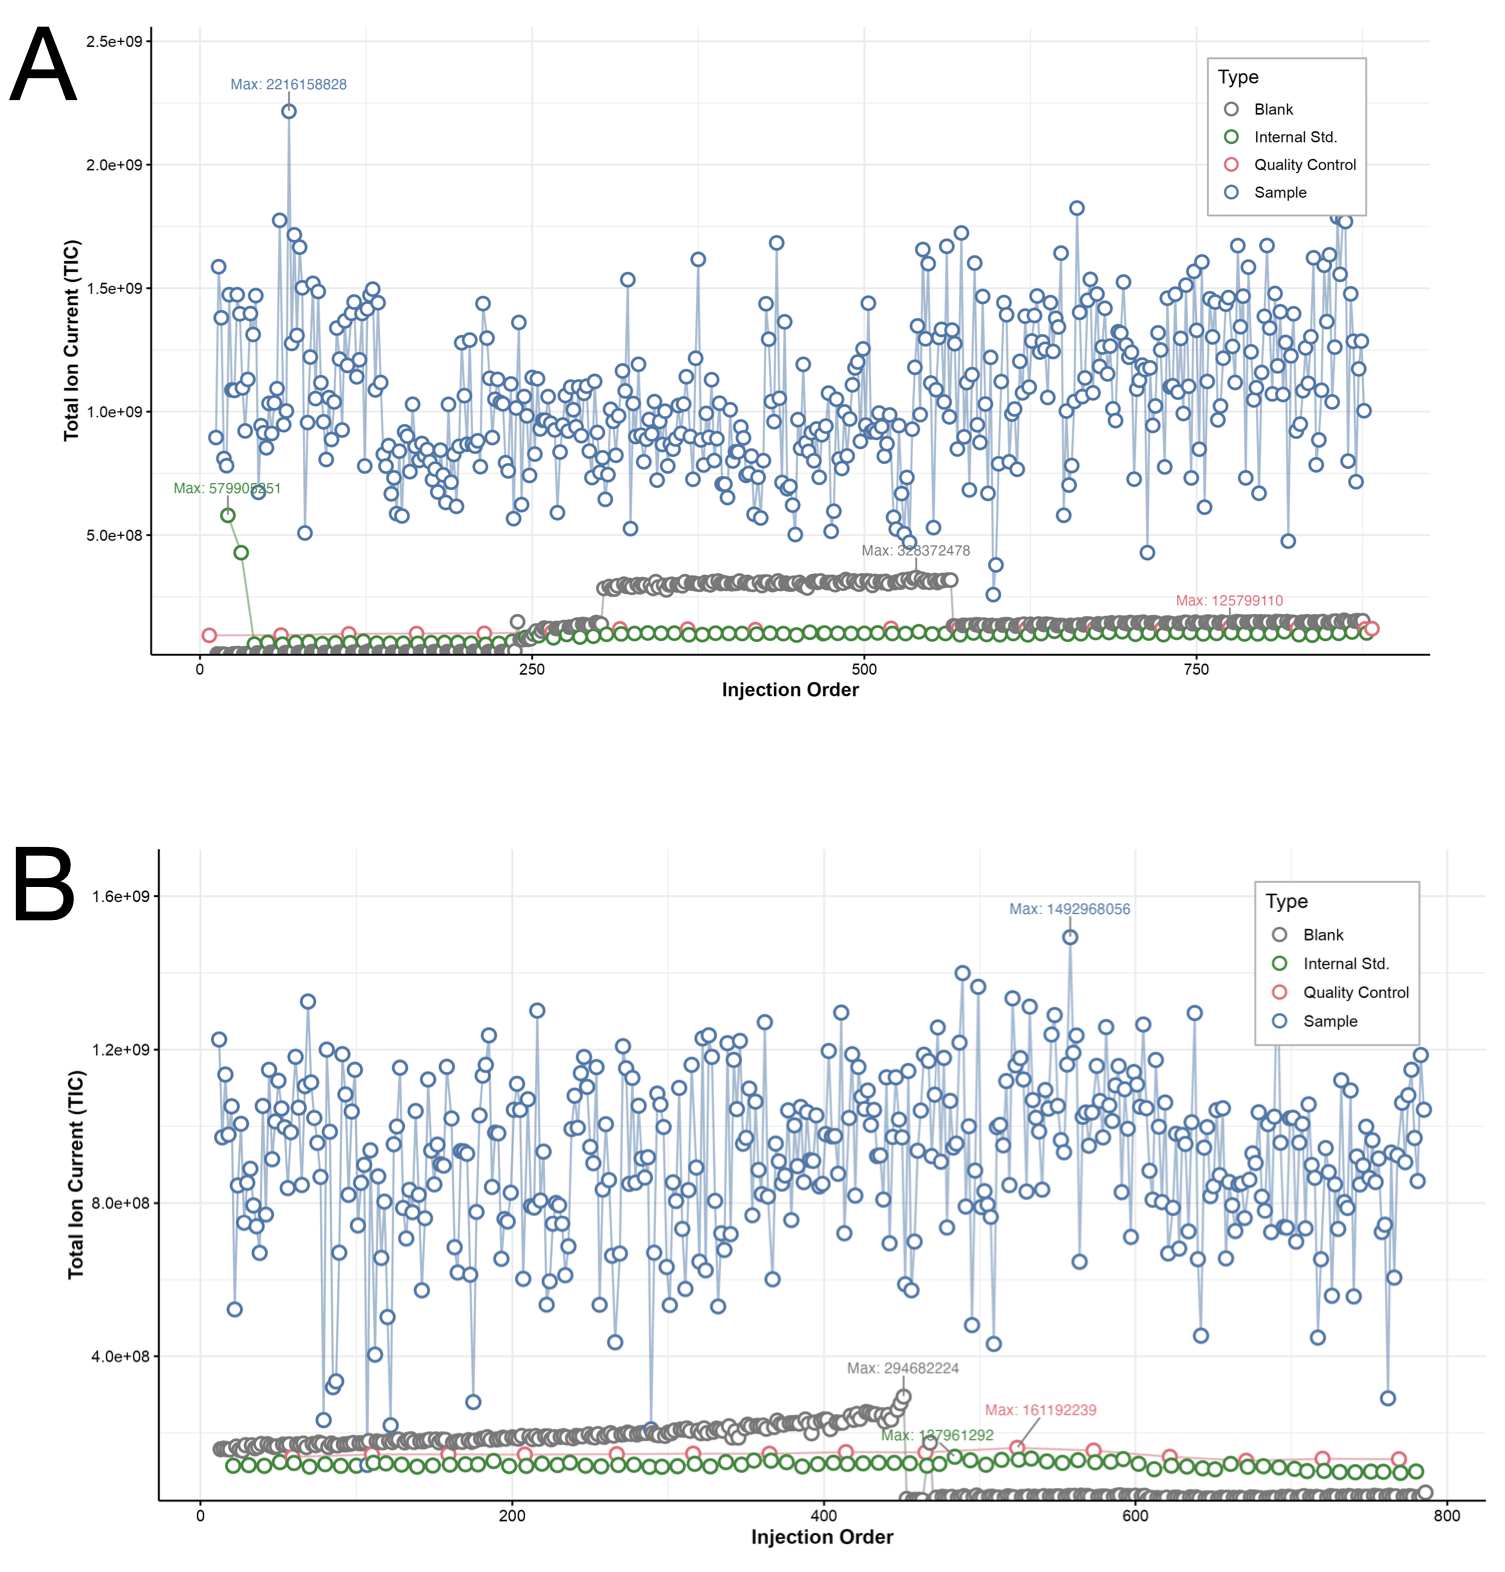 A
2.5e+09
Max: 2216158828
Type
Blank
Internal Std.
Quality Control
Sample
2.0e+09
1.5e+09
Total Ion Current (TIC)
1.0e+09
Max: 579905251
5.0e+08
Max: 328372478
Max: 125799110
0
250
500
750
Injection Order
B
1.6e+09
Max: 1492968056
Type
Blank
Internal Std.
Quality Control
Sample
1.2e+09
Total Ion Current (TIC)
8.0e+08
4.0e+08
Max: 294682224
Max: 161192239
Max: 137961292
0
200
400
600
800
Injection Order